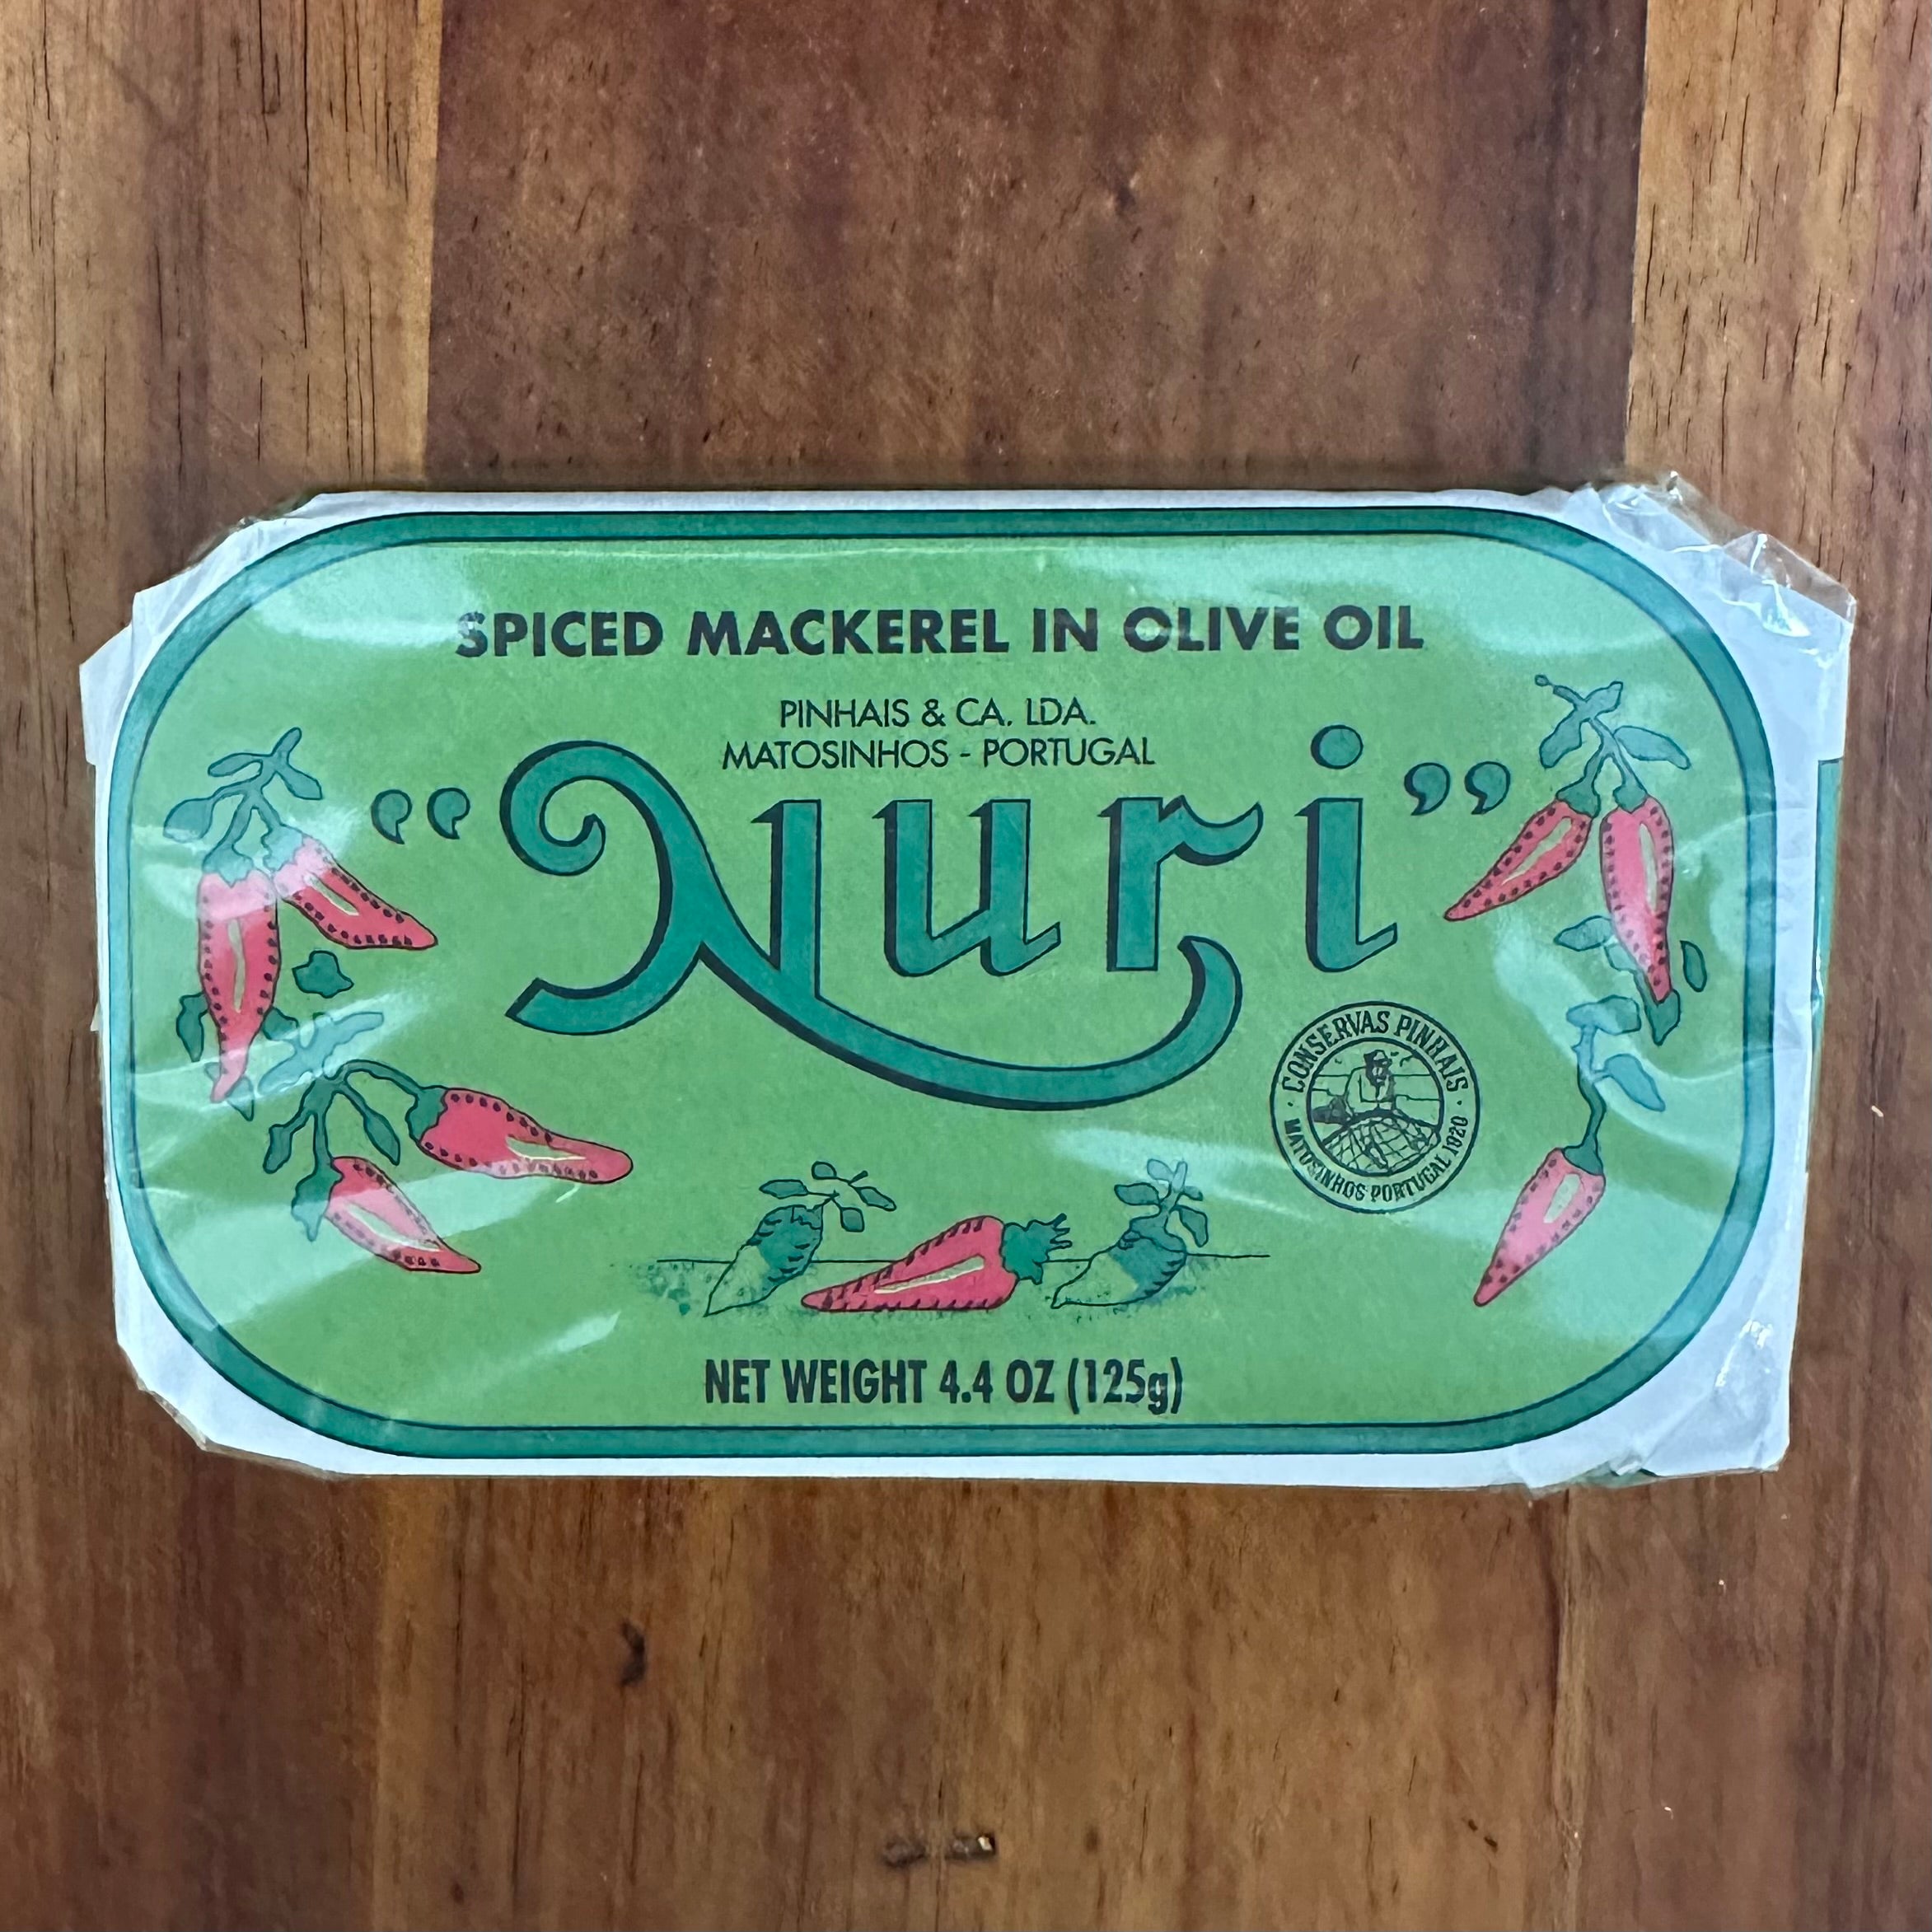 SPICED MACKEREL IN OLIVE OIL
PINHAIS & CA. LDA.
MATOSINHOS - PORTUGAL
“Nuri”
· CONSERVAS PINHAIS ·
MATOSINHOS PORTUGAL 1920
NET WEIGHT 4.4 OZ (125g)